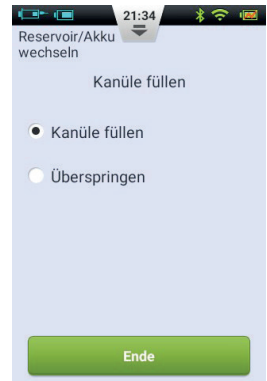 21:34
Reservoir/Akku
wechseln
Kanüle füllen
Kanüle füllen
Überspringen
Ende